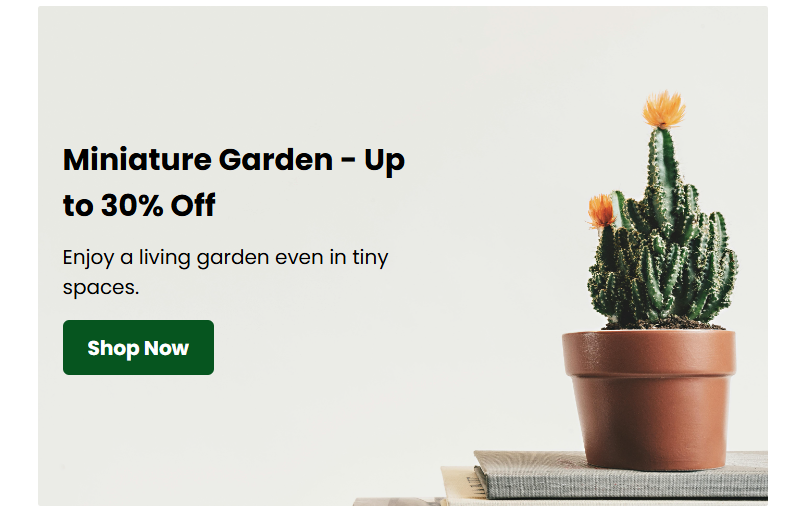 Miniature Garden - Up
to 30% Off
Enjoy a living garden even in tiny
spaces.
Shop Now